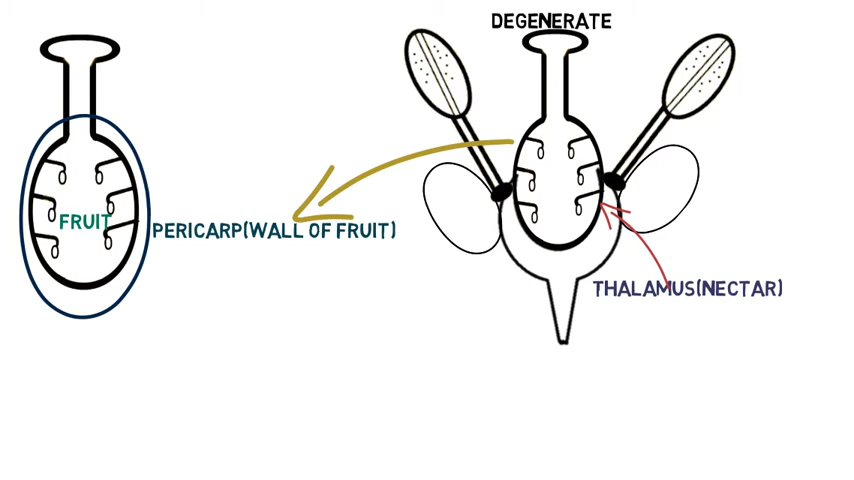 DEGENERATE
FRUIT
PERICARP(WALL OF FRUIT)
THALAMUS(NECTAR)